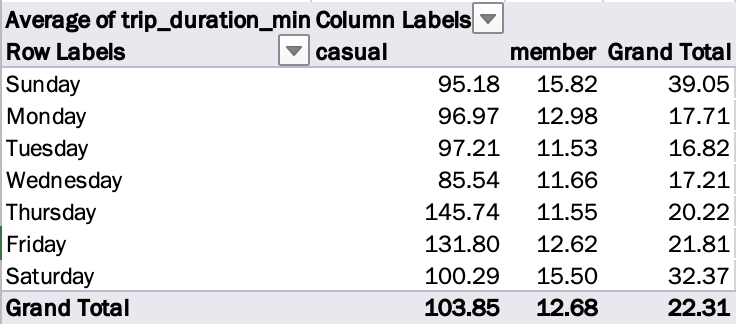 Average of trip_duration_min Column Labels
Row Labels casual member Grand Total
Sunday 95.18 15.82 39.05
Monday 96.97 12.98 17.71
Tuesday 97.21 11.53 16.82
Wednesday 85.54 11.66 17.21
Thursday 145.74 11.55 20.22
Friday 131.80 12.62 21.81
Saturday 100.29 15.50 32.37
Grand Total 103.85 12.68 22.31